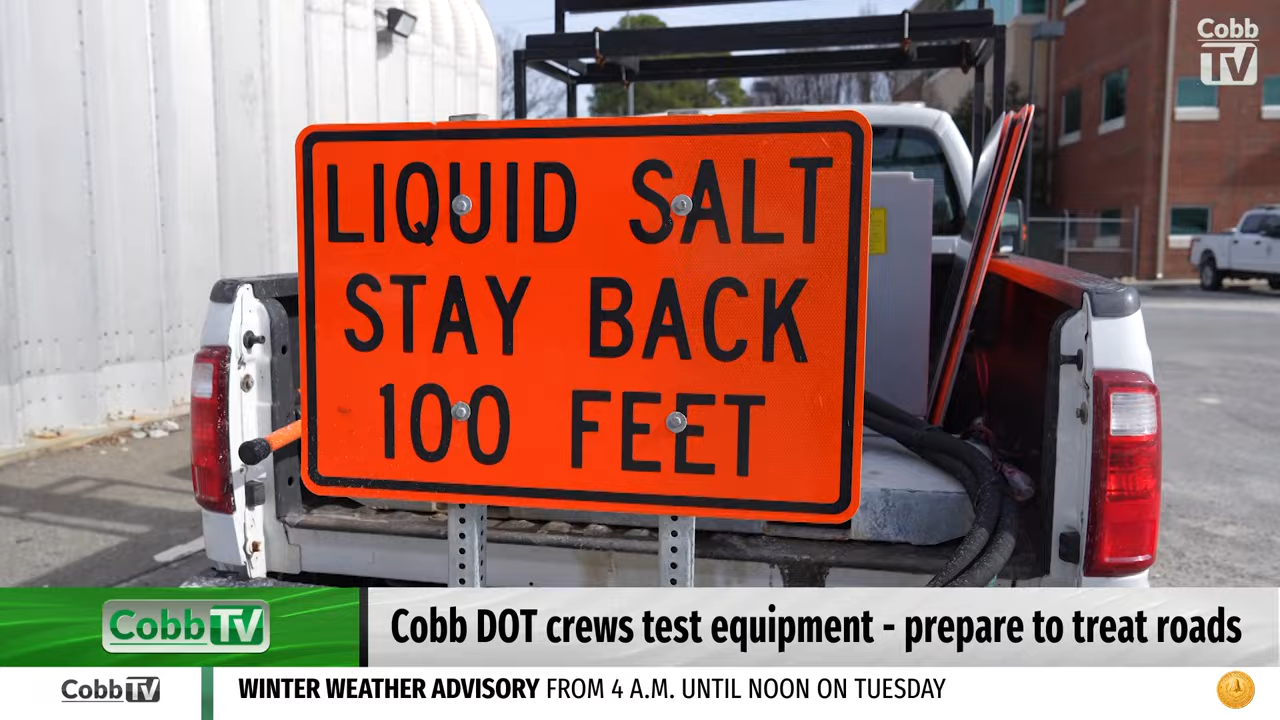 Cobb
TV
LIQUID SALT
STAY BACK
100 FEET
CobbTV
Cobb DOT crews test equipment - prepare to treat roads
CobbTV
WINTER WEATHER ADVISORY FROM 4 A.M. UNTIL NOON ON TUESDAY